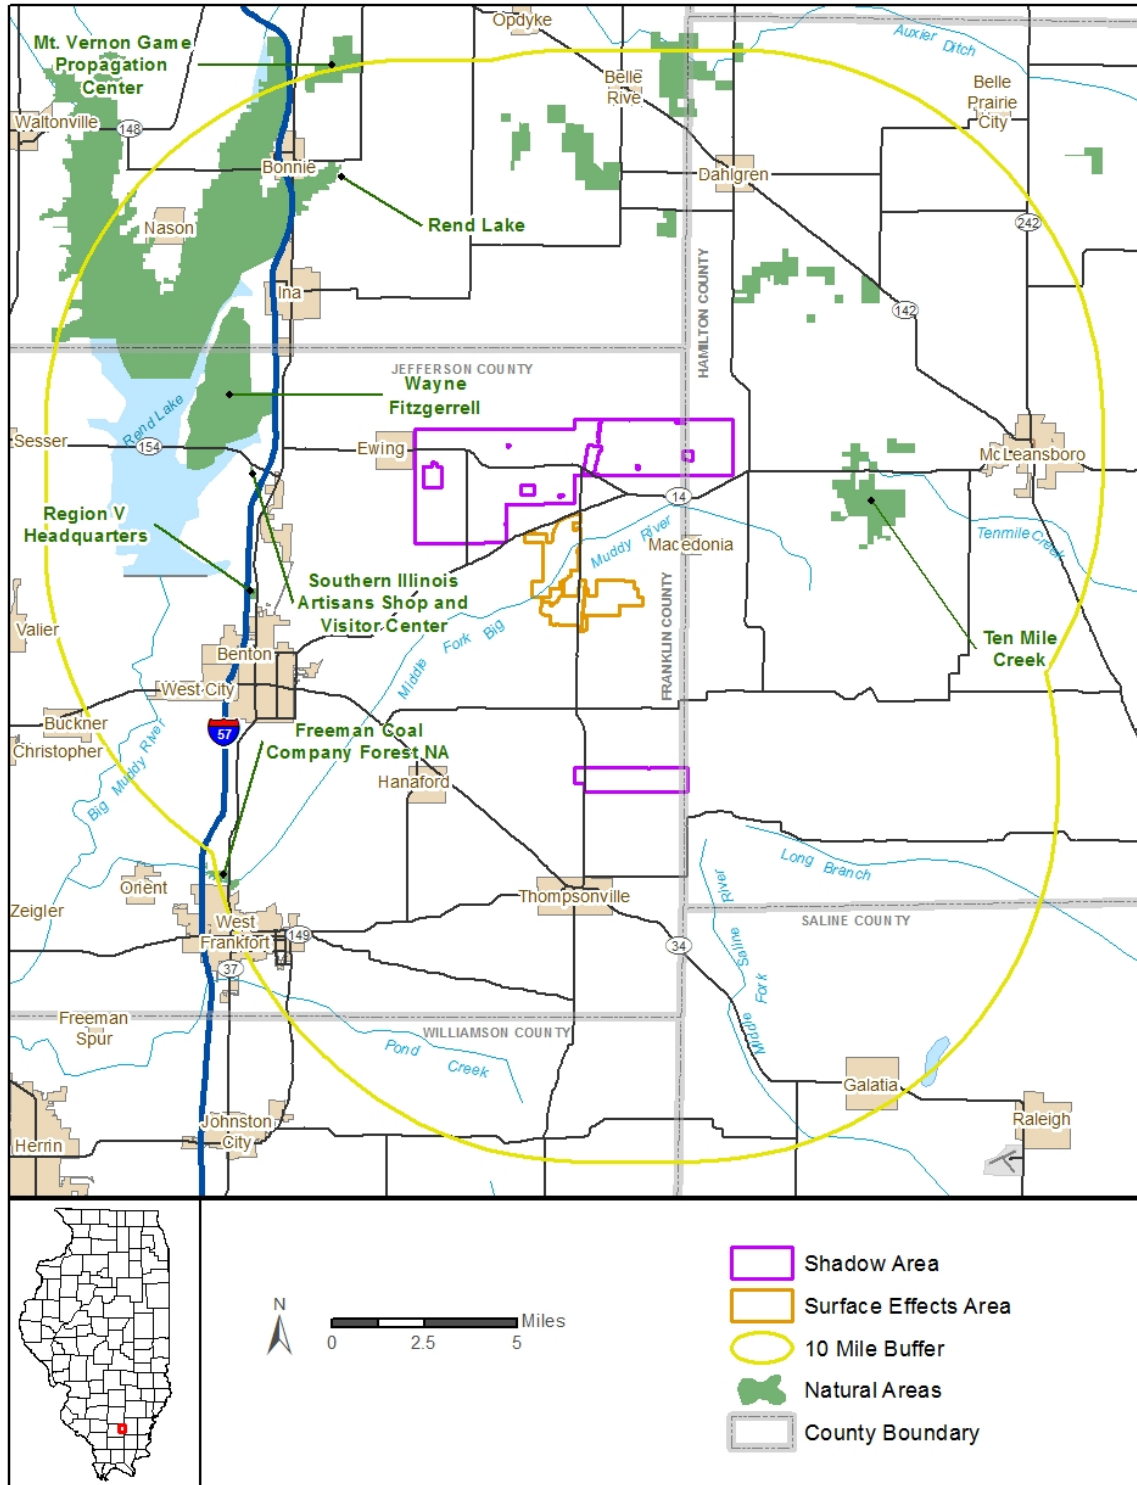 Opdyke
Mt. Vernon Game
Propagation
Center
Auxier Ditch
Belle
Rive
Belle
Prairie
City
Waltonville
148
Bonnie
Dahlgren
Rend Lake
Nason
242
Ina
HAMILTON COUNTY
142
JEFFERSON COUNTY
Wayne
Fitzgerrell
Rend Lake
Sesser
154
Ewing
McLeansboro
14
Region V
Headquarters
Muddy River
Macedonia
Tenmile Creek
Southern Illinois
Artisans Shop and
Visitor Center
Valier
Fork Big
Middle
FRANKLIN COUNTY
Ten Mile
Creek
Benton
West City
Buckner
Christopher
57
Freeman Coal
Company Forest NA
Big Muddy River
Hanaford
Long Branch
Orient
Thompsonville
Zeigler
West
Frankfort
149
SALINE COUNTY
River
Saline
Fork
Middle
34
37
Freeman
Spur
WILLIAMSON COUNTY
Pond
Creek
Galatia
Johnston
City
Raleigh
Herrin
N
Miles
0 2.5 5
Shadow Area
Surface Effects Area
10 Mile Buffer
Natural Areas
County Boundary